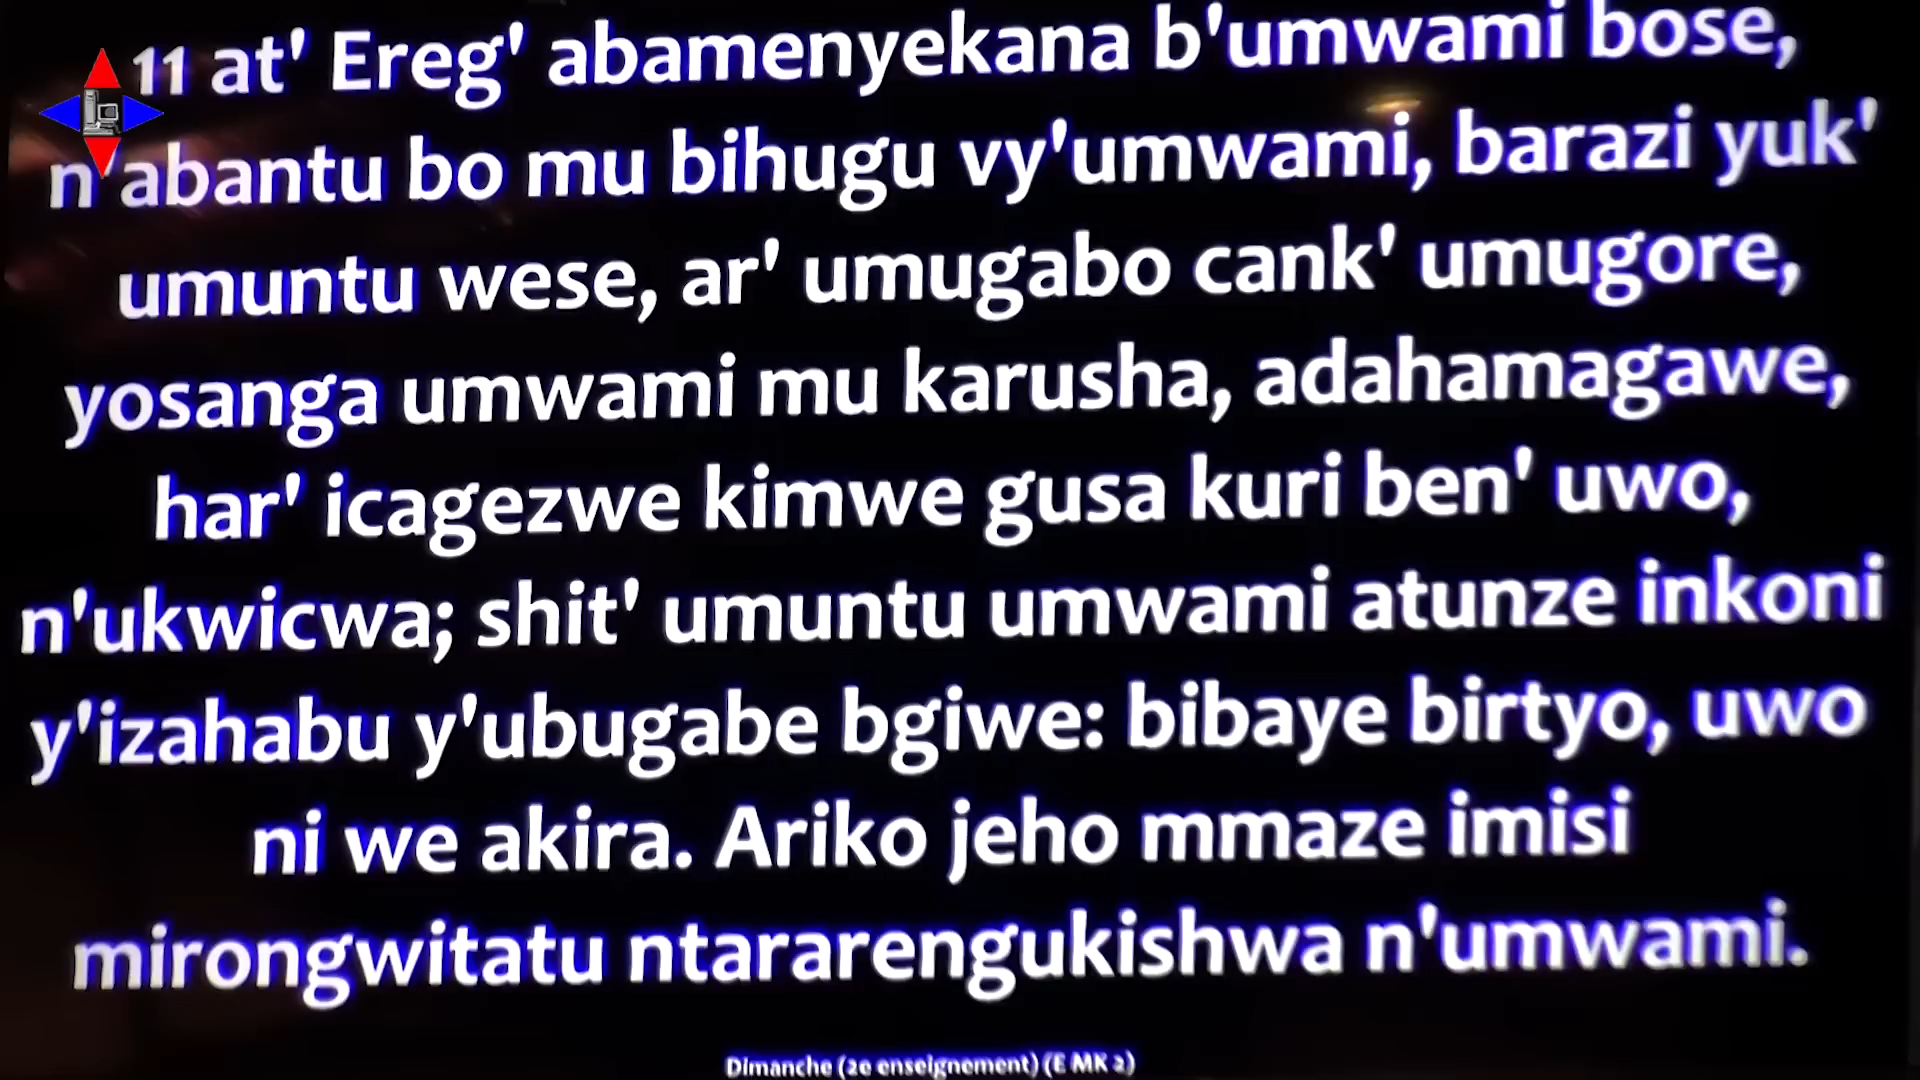 11 at' Ereg' abamenyekana b'umwami bose,
n'abantu bo mu bihugu vy'umwami, barazi yuk'
umuntu wese, ar' umugabo cank' umugore,
yosanga umwami mu karusha, adahamagawe,
har' icagezwe kimwe gusa kuri ben' uwo,
n'ukwicwa; shit' umuntu umwami atunze inkoni
y'izahabu y'ubugabe bgiwe: bibaye birtyo, uwo
ni we akira. Ariko jeho mmaze imisi
mirongwitatu ntararengukishwa n'umwami.
Dimanche (2e enseignement) (E MK 2)